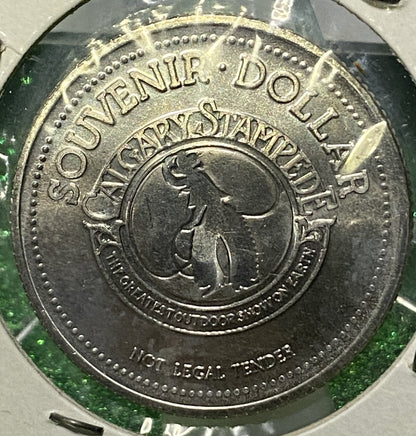 SOUVENIR · DOLLAR
CALGARY STAMPEDE
THE GREATEST OUTDOOR SHOW ON EARTH
NOT LEGAL TENDER